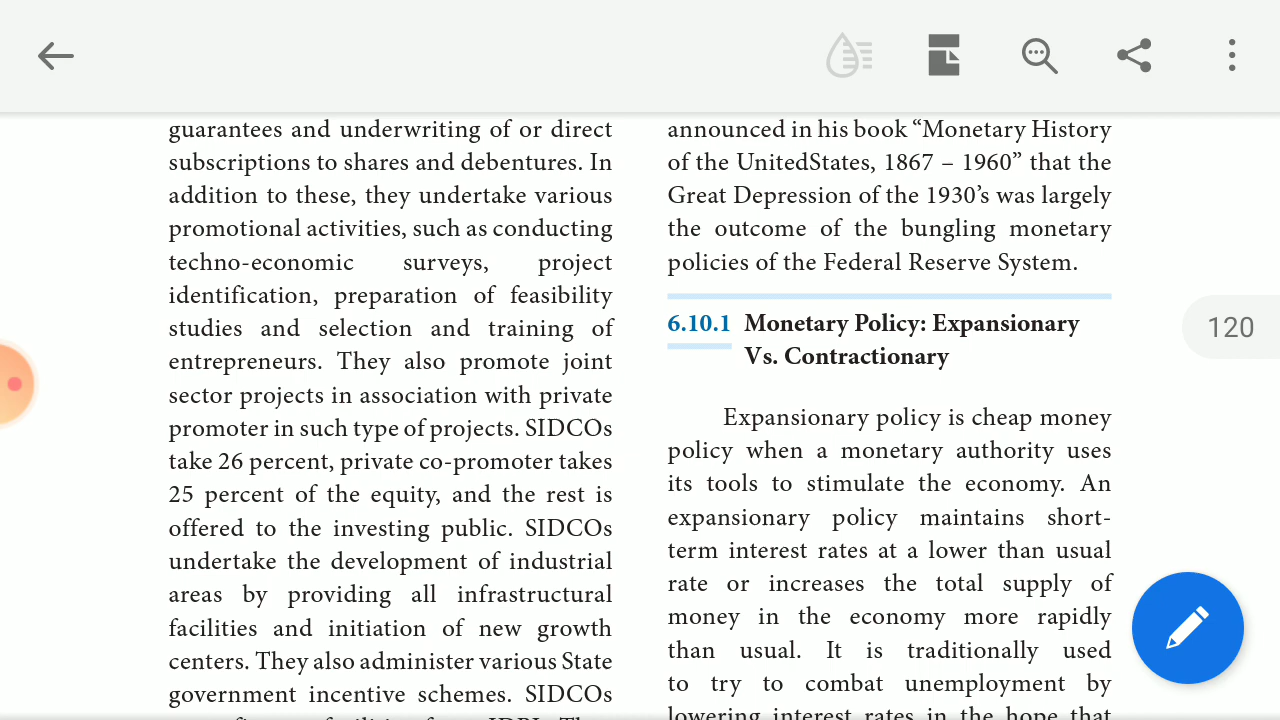 guarantees and underwriting of or direct
subscriptions to shares and debentures. In
addition to these, they undertake various
promotional activities, such as conducting
techno-economic surveys, project
identification, preparation of feasibility
studies and selection and training of
entrepreneurs. They also promote joint
sector projects in association with private
promoter in such type of projects. SIDCOs
take 26 percent, private co-promoter takes
25 percent of the equity, and the rest is
offered to the investing public. SIDCOs
undertake the development of industrial
areas by providing all infrastructural
facilities and initiation of new growth
centers. They also administer various State
government incentive schemes. SIDCOs
announced in his book “Monetary History
of the UnitedStates, 1867 – 1960” that the
Great Depression of the 1930’s was largely
the outcome of the bungling monetary
policies of the Federal Reserve System.
6.10.1 Monetary Policy: Expansionary
Vs. Contractionary
Expansionary policy is cheap money
policy when a monetary authority uses
its tools to stimulate the economy. An
expansionary policy maintains short-
term interest rates at a lower than usual
rate or increases the total supply of
money in the economy more rapidly
than usual. It is traditionally used
to try to combat unemployment by
lowering interest rates in the hope that
120